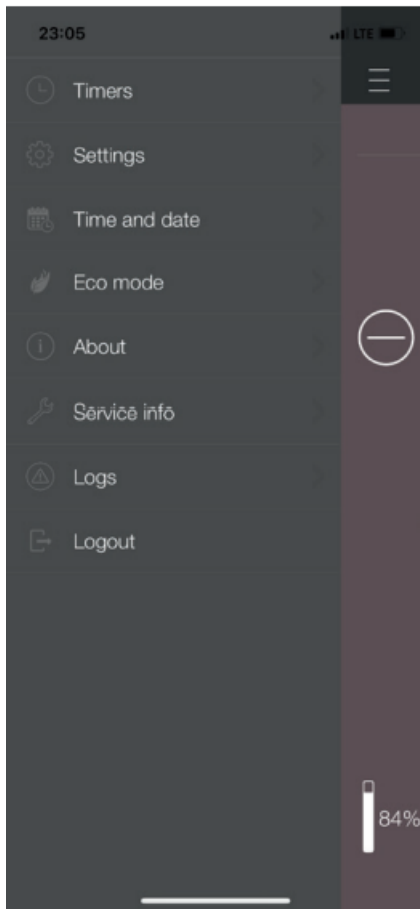 23:05
LTE
Timers
Settings
Time and date
Eco mode
About
Service info
Logs
Logout
84%